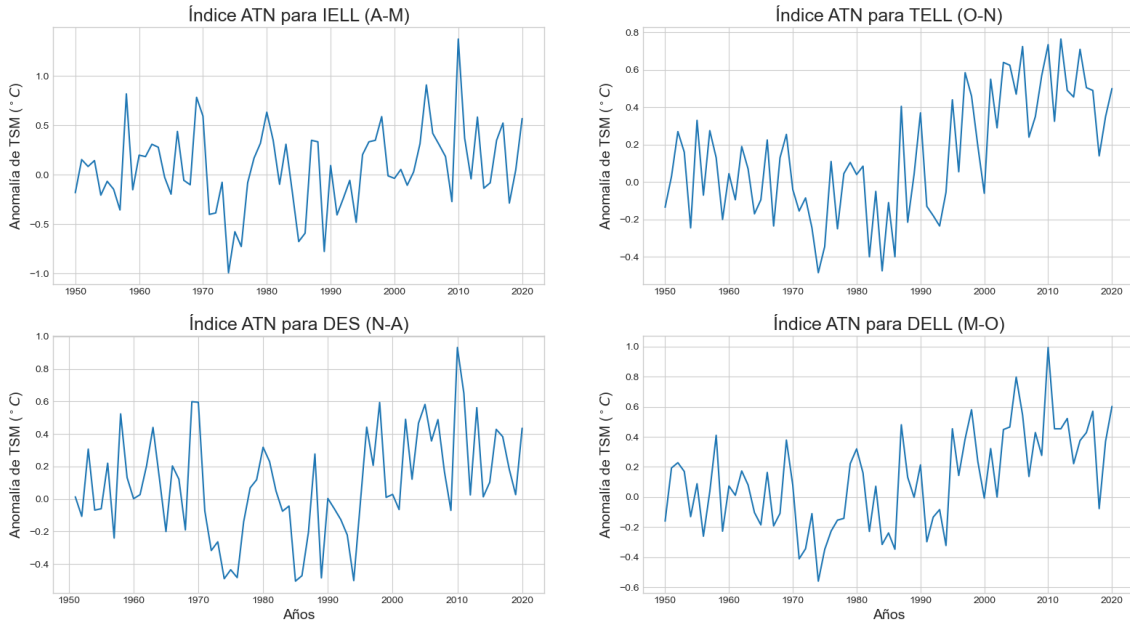 Índice ATN para IELL (A-M)
Anomalía de TSM (°C)
1.0
0.5
0.0
−0.5
−1.0
1950 1960 1970 1980 1990 2000 2010 2020
Índice ATN para TELL (O-N)
Anomalía de TSM (°C)
0.8
0.6
0.4
0.2
0.0
−0.2
−0.4
1950 1960 1970 1980 1990 2000 2010 2020
Índice ATN para DES (N-A)
Anomalía de TSM (°C)
1.0
0.8
0.6
0.4
0.2
0.0
−0.2
−0.4
1950 1960 1970 1980 1990 2000 2010 2020
Años
Índice ATN para DELL (M-O)
Anomalía de TSM (°C)
1.0
0.8
0.6
0.4
0.2
0.0
−0.2
−0.4
−0.6
1950 1960 1970 1980 1990 2000 2010 2020
Años